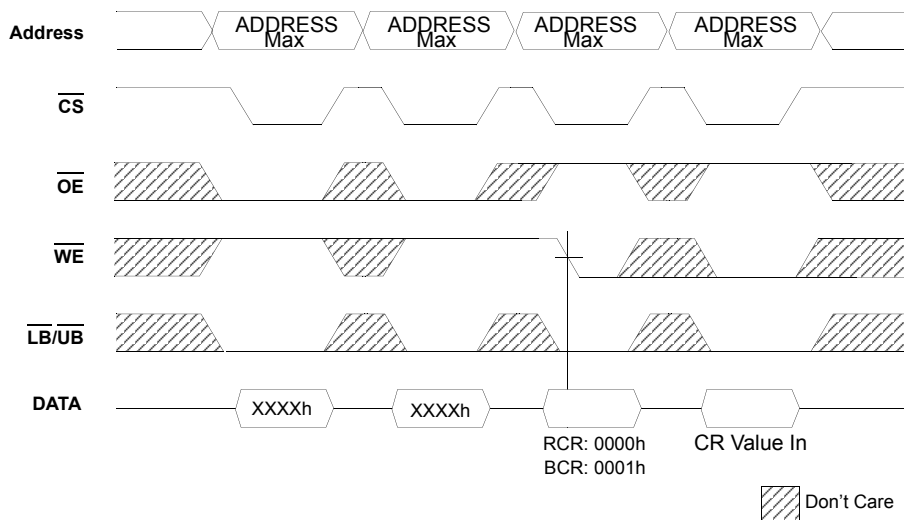 Address
ADDRESS Max
ADDRESS Max
ADDRESS Max
ADDRESS Max
CS
OE
WE
LB/UB
DATA
XXXXh
XXXXh
RCR: 0000h
BCR: 0001h
CR Value In
Don't Care